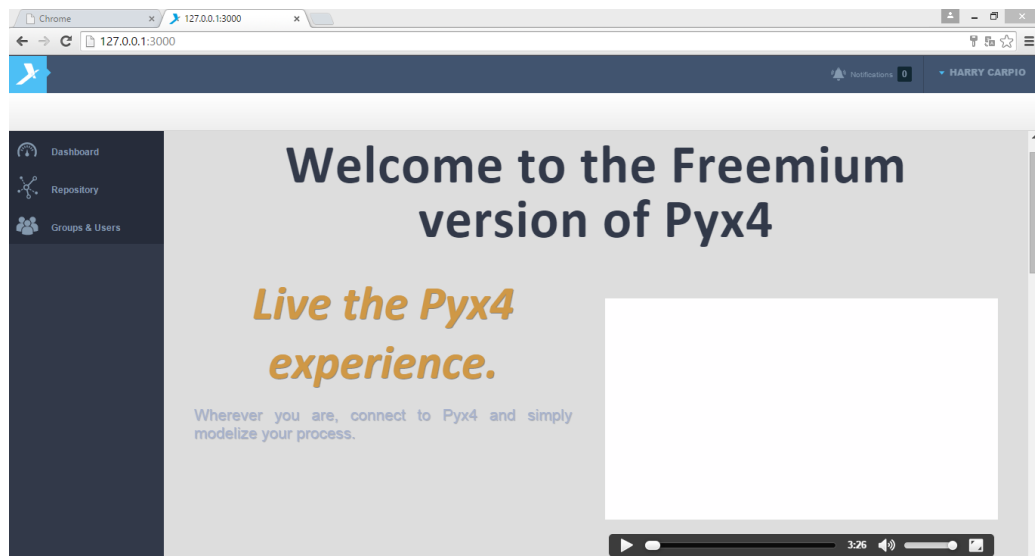 Chrome
127.0.0.1:3000
127.0.0.1:3000
Notifications 0
HARRY CARPIO
Dashboard
Repository
Groups & Users
Welcome to the Freemium
version of Pyx4
Live the Pyx4
experience.
Wherever you are, connect to Pyx4 and simply
modelize your process.
3:26